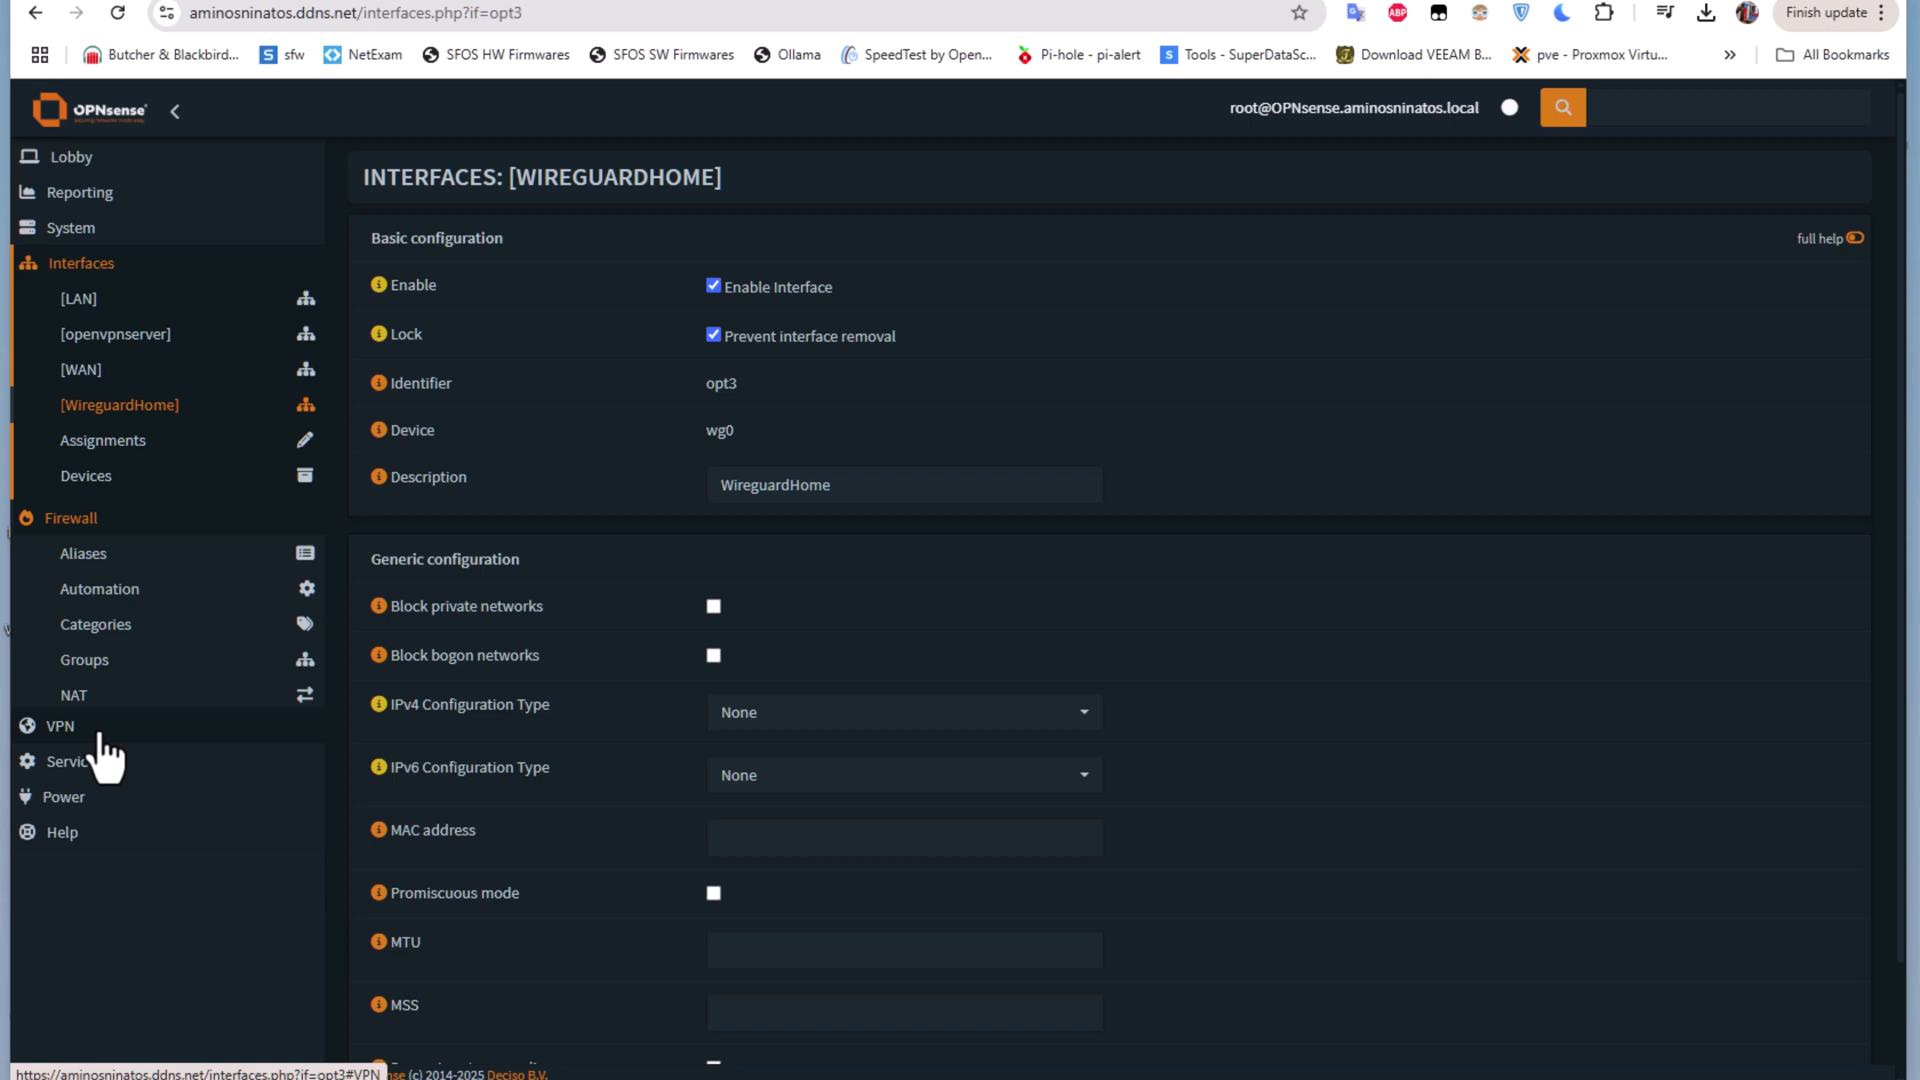 aminosninatos.ddns.net/interfaces.php?if=opt3
Finish update
Butcher & Blackbird...
sfw
NetExam
SFOS HW Firmwares
SFOS SW Firmwares
Ollama
SpeedTest by Open...
Pi-hole - pi-alert
Tools - SuperDataSc...
Download VEEAM B...
pve - Proxmox Virtu...
All Bookmarks
OPNsense
root@OPNsense.aminosninatos.local
Lobby
Reporting
System
Interfaces
[LAN]
[openvpnserver]
[WAN]
[WireguardHome]
Assignments
Devices
Firewall
Aliases
Automation
Categories
Groups
NAT
VPN
Servic
Power
Help
INTERFACES: [WIREGUARDHOME]
Basic configuration
full help
Enable
Enable Interface
Lock
Prevent interface removal
Identifier
opt3
Device
wg0
Description
WireguardHome
Generic configuration
Block private networks
Block bogon networks
IPv4 Configuration Type
None
IPv6 Configuration Type
None
MAC address
Promiscuous mode
MTU
MSS
https://aminosninatos.ddns.net/interfaces.php?if=opt3#VPN
nse (c) 2014-2025 Deciso B.V.